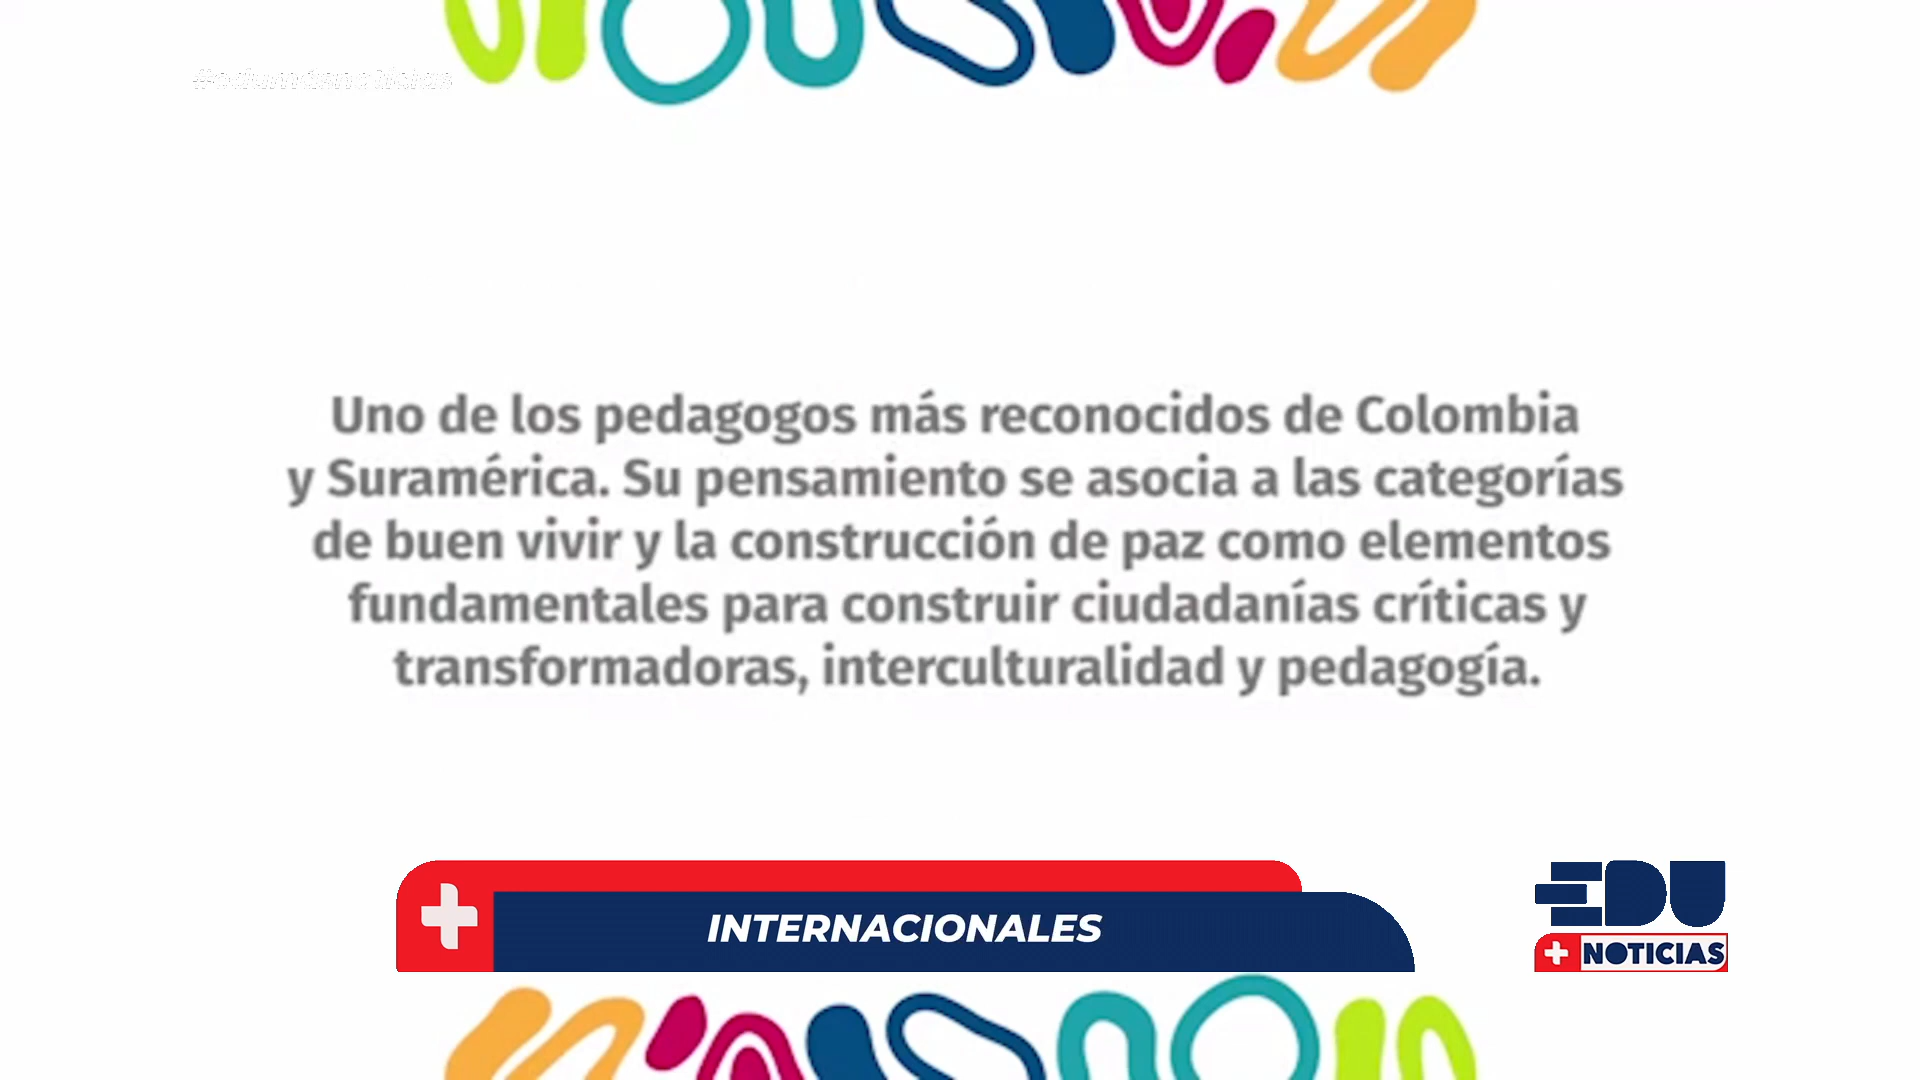 #edumasnoticias
Uno de los pedagogos más reconocidos de Colombia
y Suramérica. Su pensamiento se asocia a las categorías
de buen vivir y la construcción de paz como elementos
fundamentales para construir ciudadanías críticas y
transformadoras, interculturalidad y pedagogía.
INTERNACIONALES
EDU
NOTICIAS